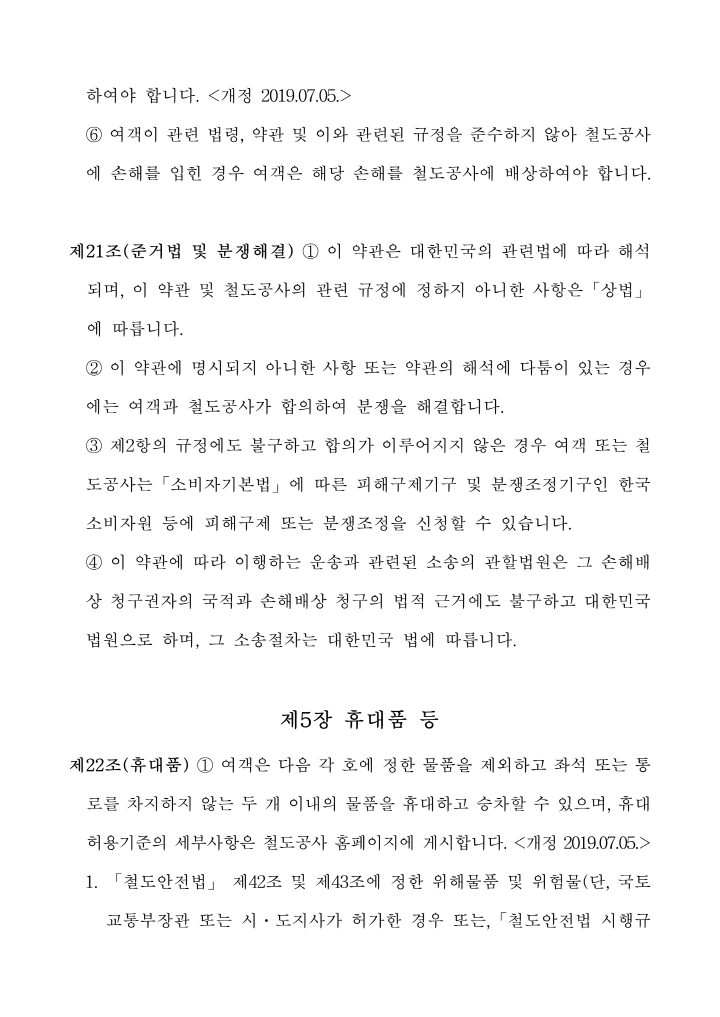 하여야 합니다. <개정 2019.07.05.>
⑥ 여객이 관련 법령, 약관 및 이와 관련된 규정을 준수하지 않아 철도공사
에 손해를 입힌 경우 여객은 해당 손해를 철도공사에 배상하여야 합니다.
제21조(준거법 및 분쟁해결) ① 이 약관은 대한민국의 관련법에 따라 해석
되며, 이 약관 및 철도공사의 관련 규정에 정하지 아니한 사항은「상법」
에 따릅니다.
② 이 약관에 명시되지 아니한 사항 또는 약관의 해석에 다툼이 있는 경우
에는 여객과 철도공사가 합의하여 분쟁을 해결합니다.
③ 제2항의 규정에도 불구하고 합의가 이루어지지 않은 경우 여객 또는 철
도공사는「소비자기본법」에 따른 피해구제기구 및 분쟁조정기구인 한국
소비자원 등에 피해구제 또는 분쟁조정을 신청할 수 있습니다.
④ 이 약관에 따라 이행하는 운송과 관련된 소송의 관할법원은 그 손해배
상 청구권자의 국적과 손해배상 청구의 법적 근거에도 불구하고 대한민국
법원으로 하며, 그 소송절차는 대한민국 법에 따릅니다.
제5장 휴대품 등
제22조(휴대품) ① 여객은 다음 각 호에 정한 물품을 제외하고 좌석 또는 통
로를 차지하지 않는 두 개 이내의 물품을 휴대하고 승차할 수 있으며, 휴대
허용기준의 세부사항은 철도공사 홈페이지에 게시합니다. <개정 2019.07.05.>
1. 「철도안전법」 제42조 및 제43조에 정한 위해물품 및 위험물(단, 국토
교통부장관 또는 시·도지사가 허가한 경우 또는,「철도안전법 시행규